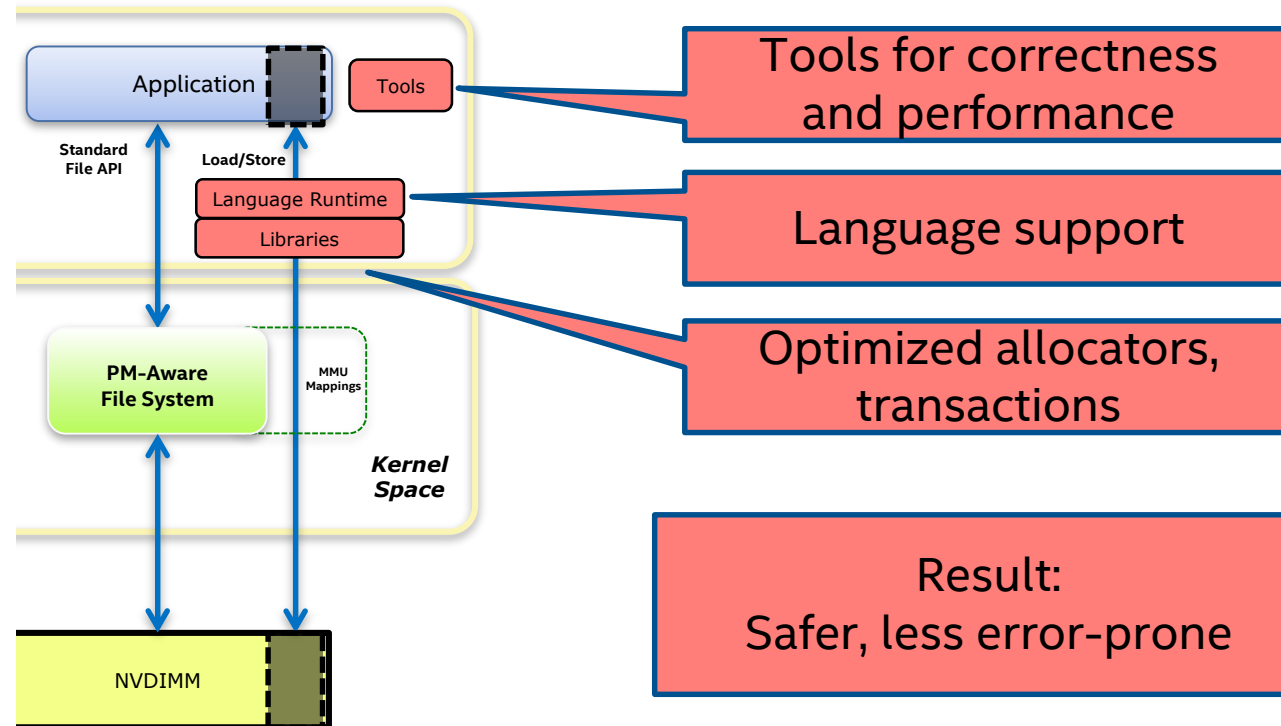 Application
Tools
Standard
File API
Load/Store
Language Runtime
Libraries
PM-Aware
File System
MMU
Mappings
Kernel
Space
NVDIMM
Tools for correctness
and performance
Language support
Optimized allocators,
transactions
Result:
Safer, less error-prone